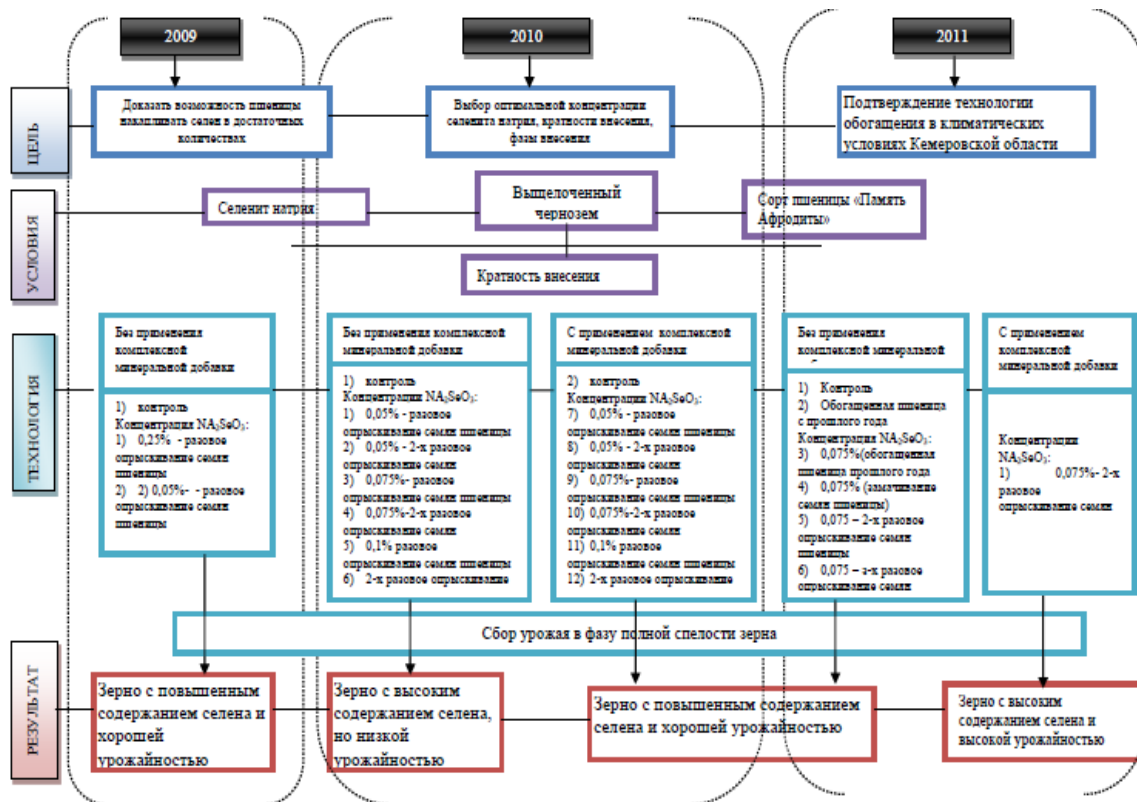 2009
2010
2011
ЦЕЛЬ
Доказать возможность пшеницы
накапливать селен в достаточных
количествах
Выбор оптимальной концентрации
селенита натрия, кратности внесения,
фазы внесения
Подтверждение технологии
обогащения в климатических
условиях Кемеровской области
УСЛОВИЯ
Селенит натрия
Выщелоченный
чернозем
Сорт пшеницы «Память
Афродиты»
Кратность внесения
ТЕХНОЛОГИЯ
Без применения
комплексной
минеральной добавки
1) контроль
Концентрация NA₂SeO₃:
1) 0,25% - разовое
опрыскивание семян
пшеницы
2) 2) 0,05%- - разовое
опрыскивание семян
пшеницы
Без применения комплексной
минеральной добавки
1) контроль
Концентрации NA₂SeO₃:
1) 0,05% - разовое
опрыскивание семян пшеницы
2) 0,05% - 2-х разовое
опрыскивание семян
3) 0,075%- разовое
опрыскивание семян пшеницы
4) 0,075%-2-х разовое
опрыскивание семян
5) 0,1% разовое
опрыскивание семян пшеницы
6) 2-х разовое опрыскивание
С применением комплексной
минеральной добавки
2) контроль
Концентрации NA₂SeO₃:
7) 0,05% - разовое
опрыскивание семян пшеницы
8) 0,05% - 2-х разовое
опрыскивание семян
9) 0,075%- разовое
опрыскивание семян пшеницы
10) 0,075%-2-х разовое
опрыскивание семян
11) 0,1% разовое
опрыскивание семян пшеницы
12) 2-х разовое опрыскивание
Без применения
комплексной минеральной
1) Контроль
2) Обогащенная пшеница
с прошлого года
Концентрация NA₂SeO₃:
3) 0,075%(обогащенная
пшеница прошлого года
4) 0,075% (замачивание
семян пшеницы)
5) 0,075 – 2-х разовое
опрыскивание семян
пшеницы
6) 0,075 – з-х разовое
опрыскивание семян
С применением
комплексной
минеральной добавки
Концентрации
NA₂SeO₃:
1) 0,075%- 2-х
разовое
опрыскивание семян
Сбор урожая в фазу полной спелости зерна
РЕЗУЛЬТАТ
Зерно с повышенным
содержанием селена и
хорошей
урожайностью
Зерно с высоким
содержанием селена,
но низкой
урожайностью
Зерно с повышенным содержанием
селена и хорошей урожайностью
Зерно с высоким
содержанием селена и
высокой урожайностью